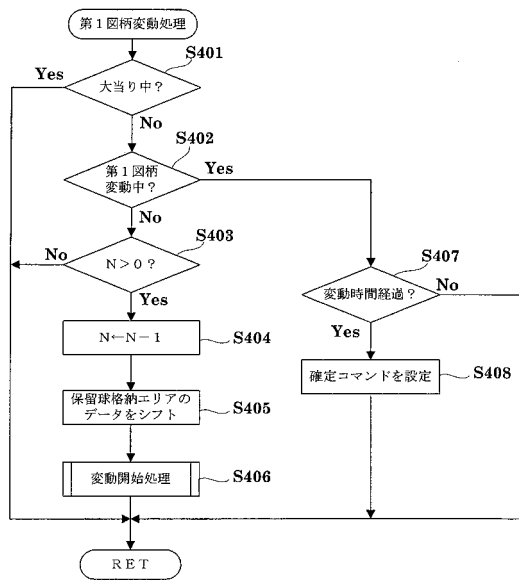 第１図柄変動処理
S401
Yes
大当り中？
No
S402
第１図柄
変動中？
Yes
No
S403
No
Ｎ＞０？
Yes
S407
変動時間経過？
No
Yes
Ｎ←Ｎ－１
S404
確定コマンドを設定
S408
保留球格納エリアの
データをシフト
S405
変動開始処理
S406
ＲＥＴ